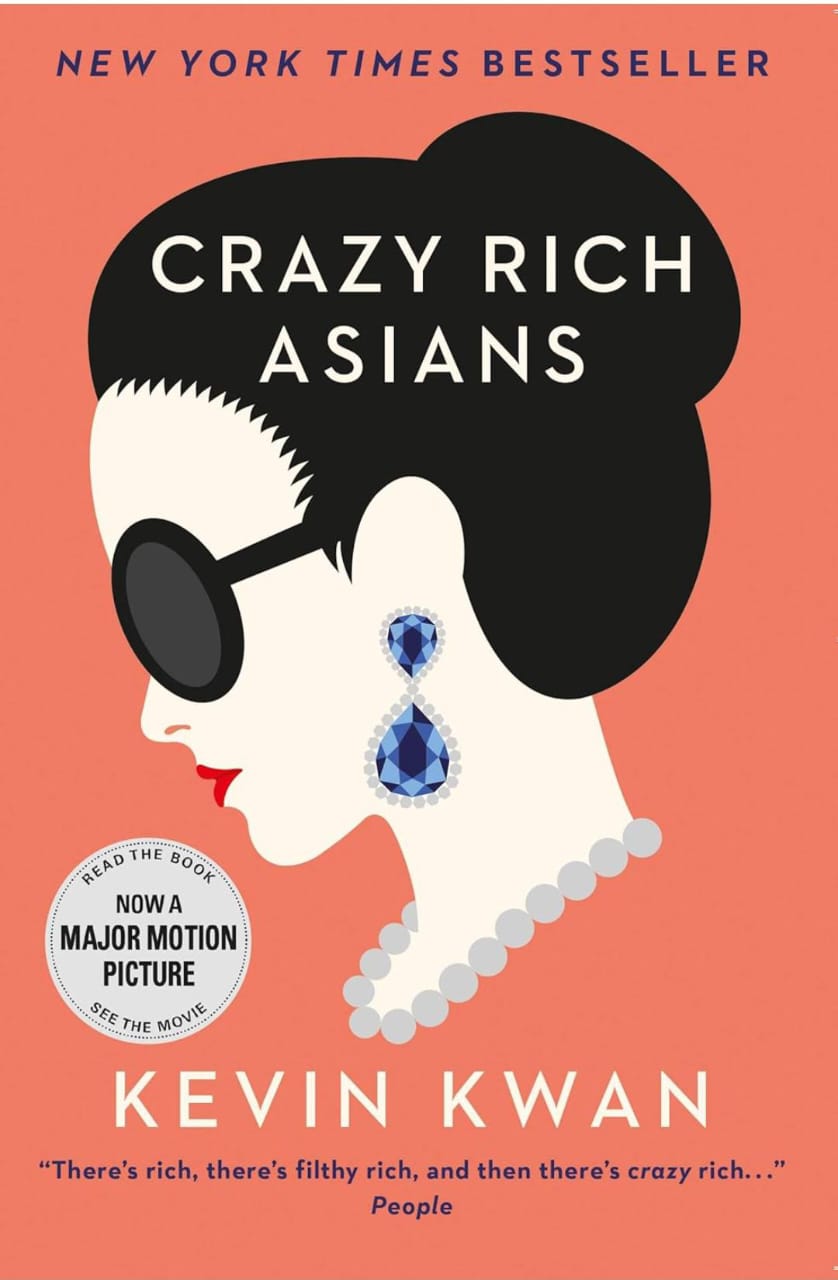 NEW YORK TIMES BESTSELLER
CRAZY RICH
ASIANS
READ THE BOOK
NOW A
MAJOR MOTION
PICTURE
SEE THE MOVIE
KEVIN KWAN
“There’s rich, there’s filthy rich, and then there’s crazy rich...”
People